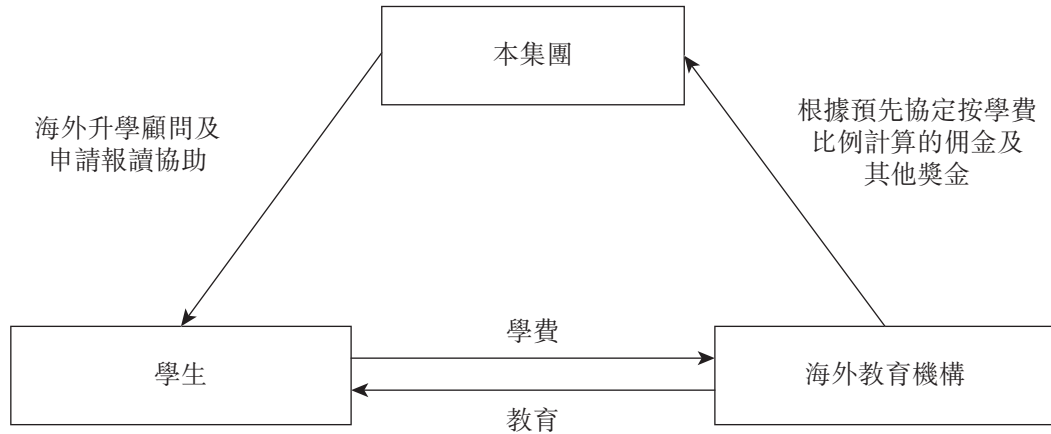 本集團
海外升學顧問及
申請報讀協助
根據預先協定按學費
比例計算的佣金及
其他獎金
學費
學生
海外教育機構
教育